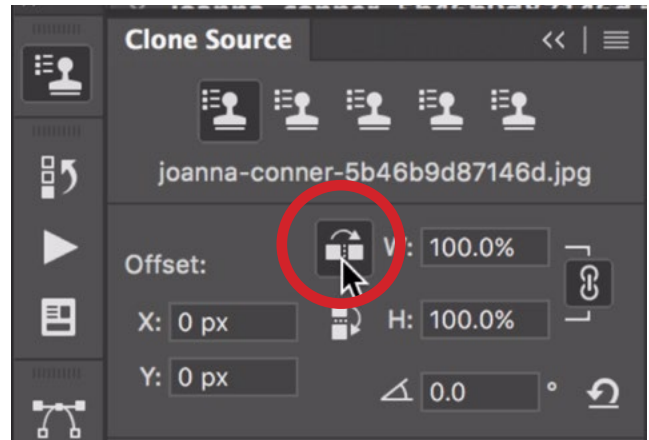 Clone Source
joanna-conner-5b46b9d87146d.jpg
W: 100.0%
Offset:
X: 0 px
H: 100.0%
Y: 0 px
0.0 °